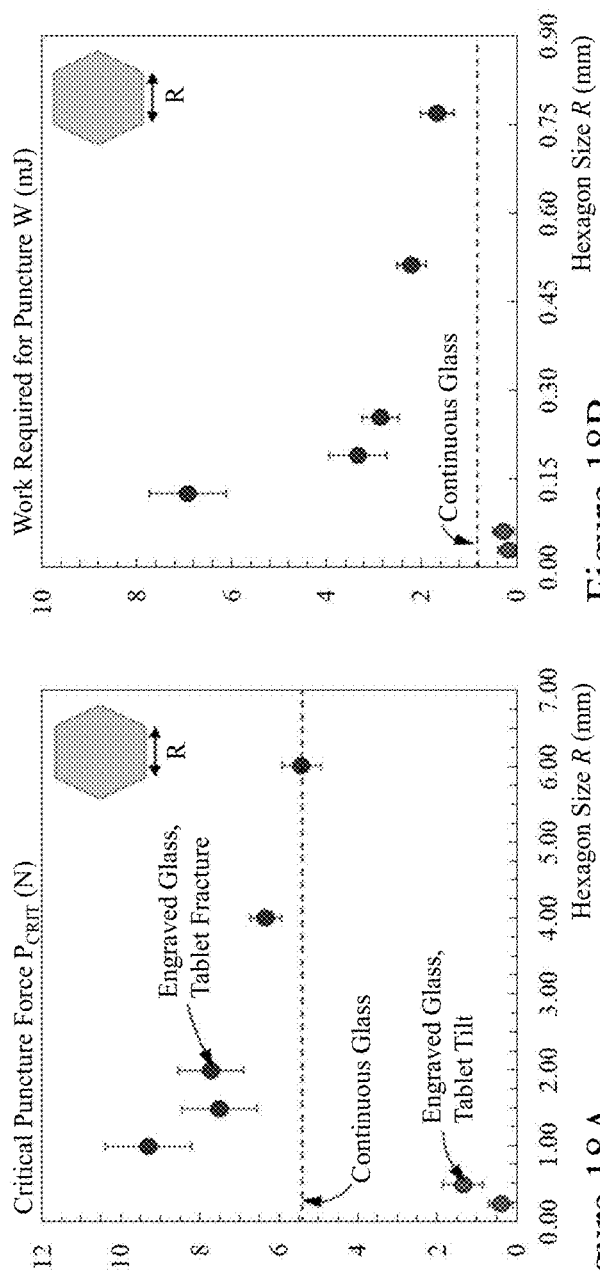 Critical Puncture Force P_CRIT (N)
12
10
8
6
4
2
0
R
Engraved Glass,
Tablet Fracture
Continuous Glass
Engraved Glass,
Tablet Tilt
0.00 1.00 2.00 3.00 4.00 5.00 6.00 7.00
Hexagon Size R (mm)
Work Required for Puncture W (mJ)
10
8
6
4
2
0
R
Continuous Glass
0.00 0.15 0.30 0.45 0.60 0.75 0.90
Hexagon Size R (mm)